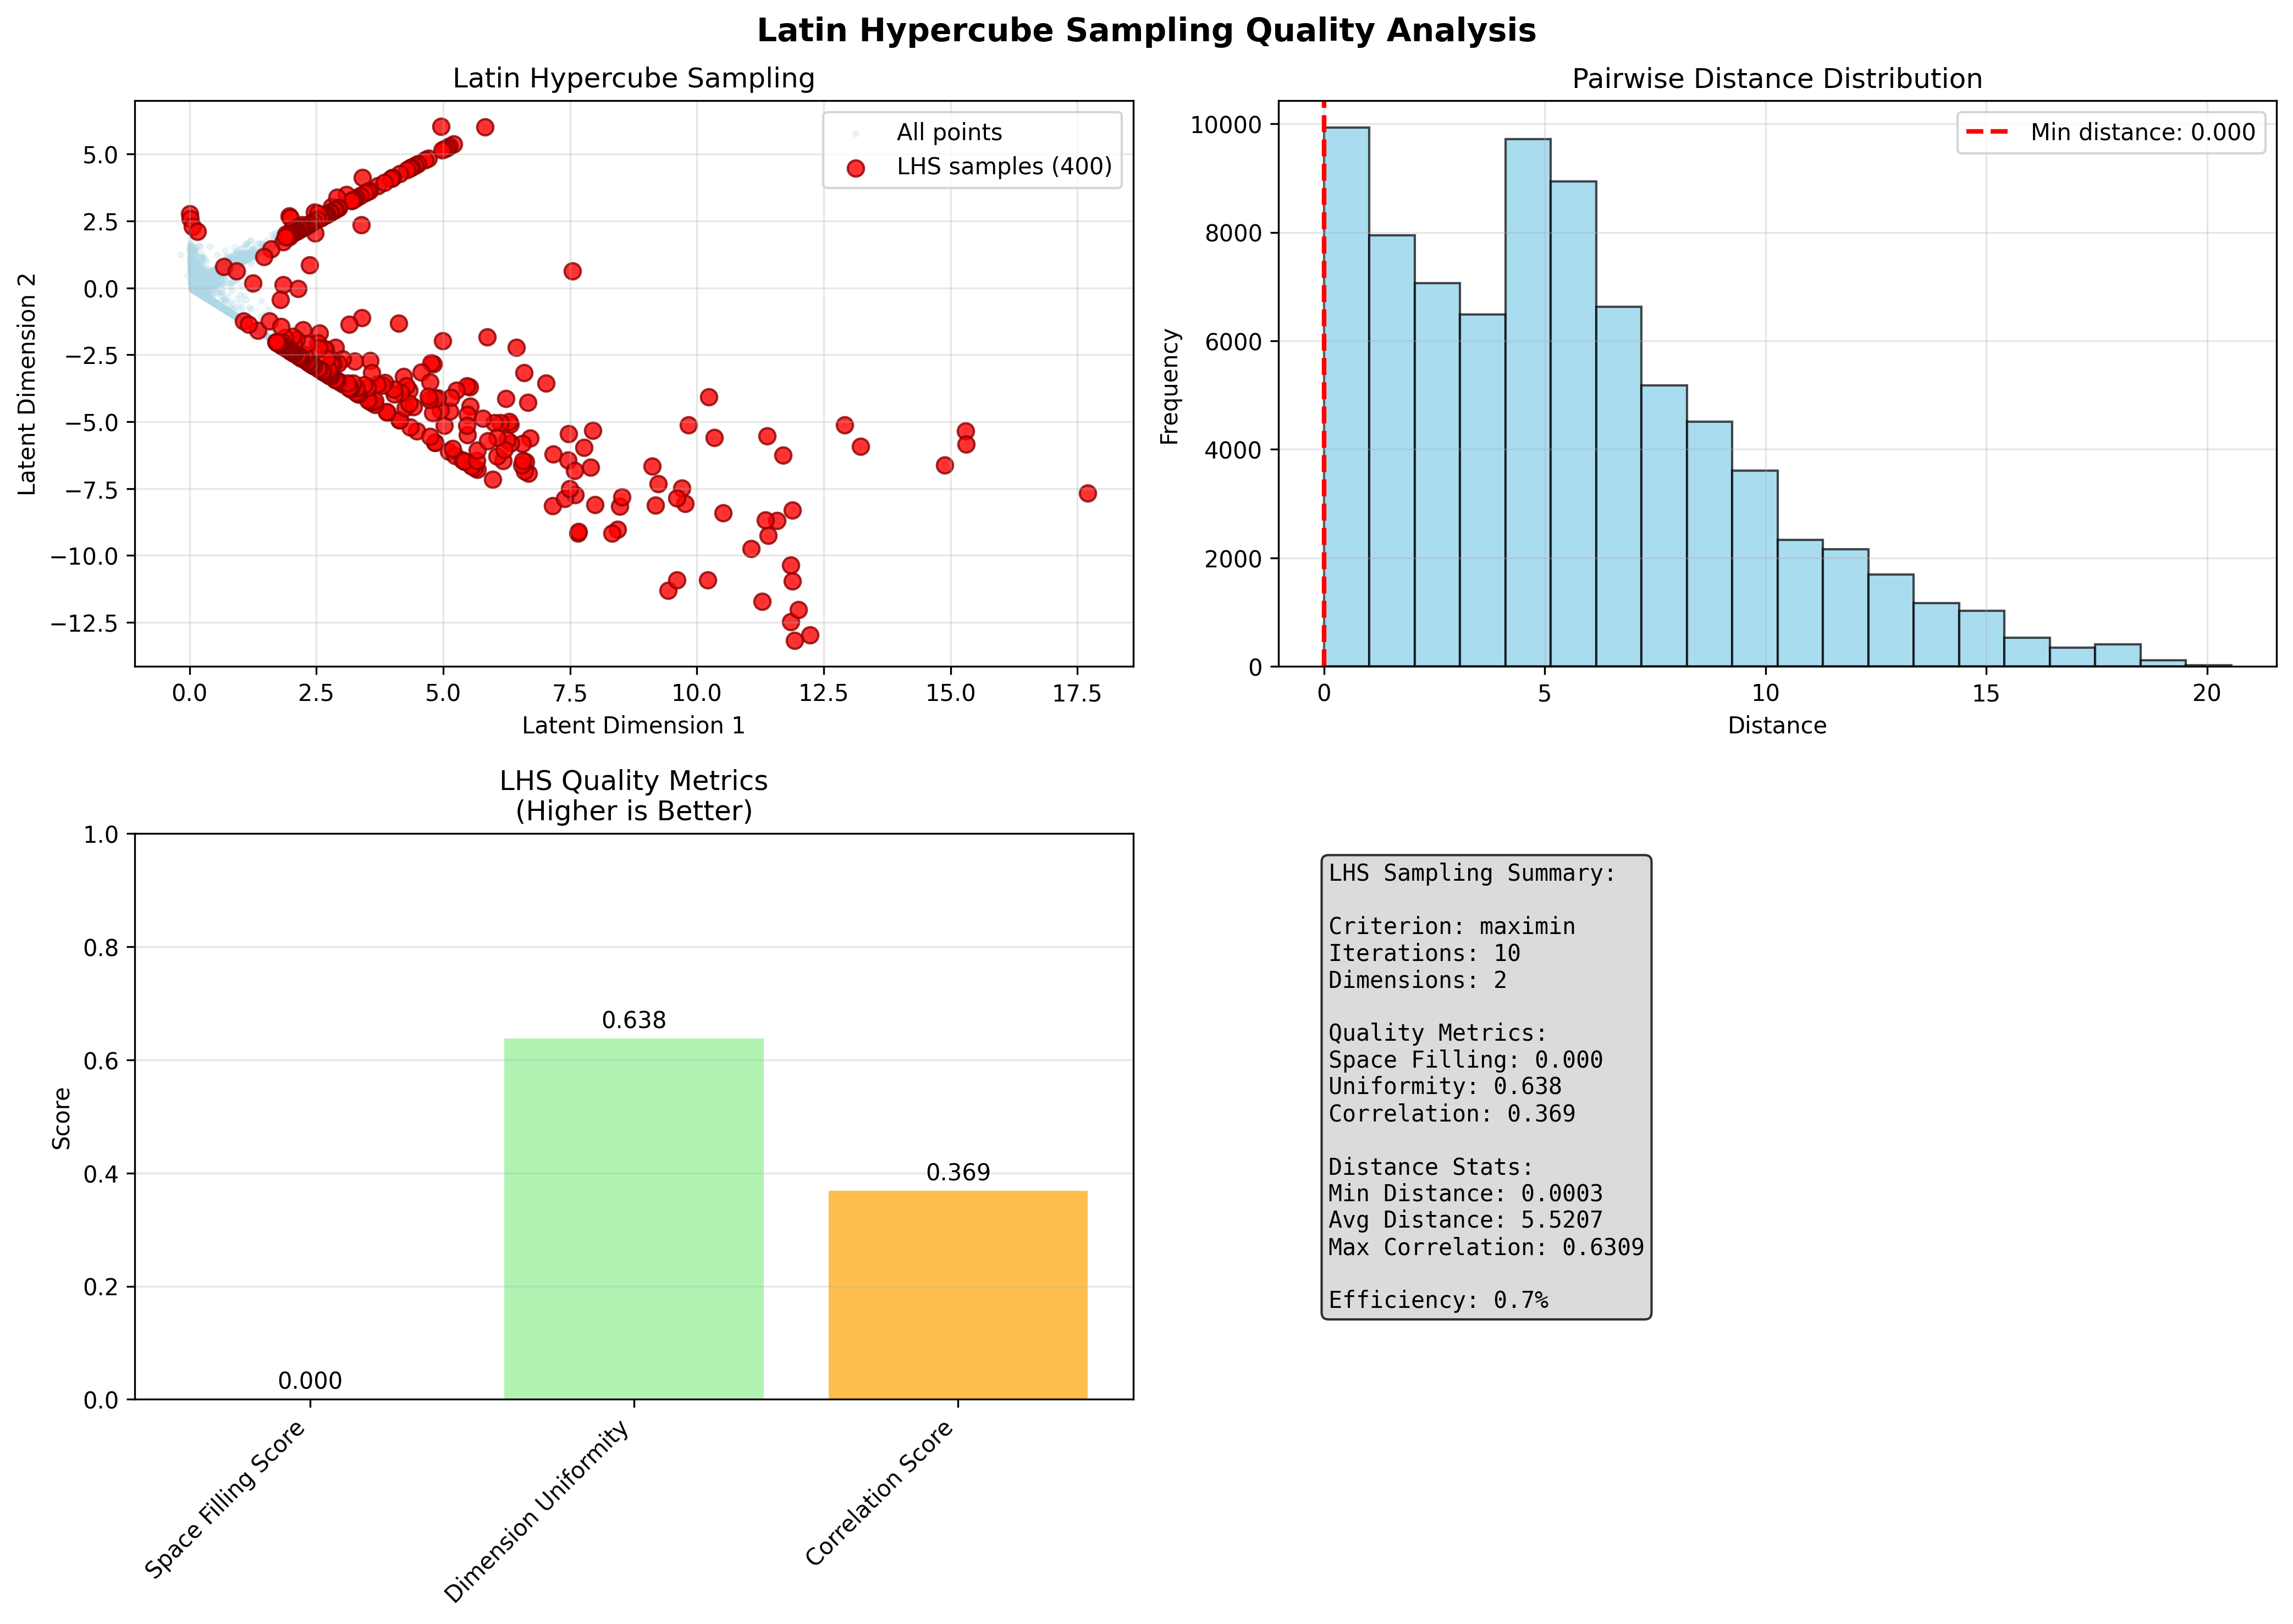 Latin Hypercube Sampling Quality Analysis
Latin Hypercube Sampling
All points
LHS samples (400)
5.0
2.5
0.0
−2.5
−5.0
−7.5
−10.0
−12.5
Latent Dimension 2
0.0 2.5 5.0 7.5 10.0 12.5 15.0 17.5
Latent Dimension 1
Pairwise Distance Distribution
Min distance: 0.000
10000
8000
6000
4000
2000
0
Frequency
0 5 10 15 20
Distance
LHS Quality Metrics
(Higher is Better)
1.0
0.8
0.6
0.4
0.2
0.0
Score
0.000
0.638
0.369
Space Filling Score
Dimension Uniformity
Correlation Score
LHS Sampling Summary:
Criterion: maximin
Iterations: 10
Dimensions: 2
Quality Metrics:
Space Filling: 0.000
Uniformity: 0.638
Correlation: 0.369
Distance Stats:
Min Distance: 0.0003
Avg Distance: 5.5207
Max Correlation: 0.6309
Efficiency: 0.7%